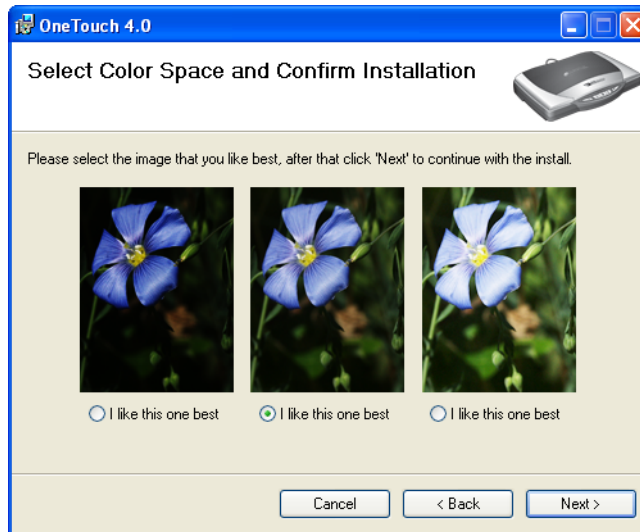 OneTouch 4.0
Select Color Space and Confirm Installation
Please select the image that you like best, after that click 'Next' to continue with the install.
I like this one best
I like this one best
I like this one best
Cancel
< Back
Next >